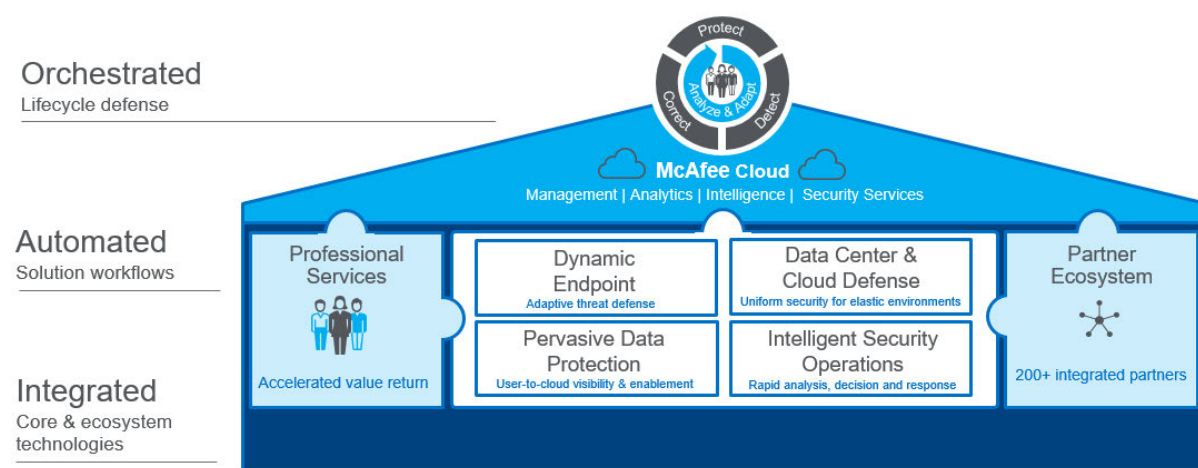 Orchestrated
Lifecycle defense
Protect
Detect
Correct
Analyze & Adapt
McAfee Cloud
Management | Analytics | Intelligence | Security Services
Automated
Solution workflows
Integrated
Core & ecosystem
technologies
Professional
Services
Accelerated value return
Dynamic
Endpoint
Adaptive threat defense
Data Center &
Cloud Defense
Uniform security for elastic environments
Pervasive Data
Protection
User-to-cloud visibility & enablement
Intelligent Security
Operations
Rapid analysis, decision and response
Partner
Ecosystem
200+ integrated partners